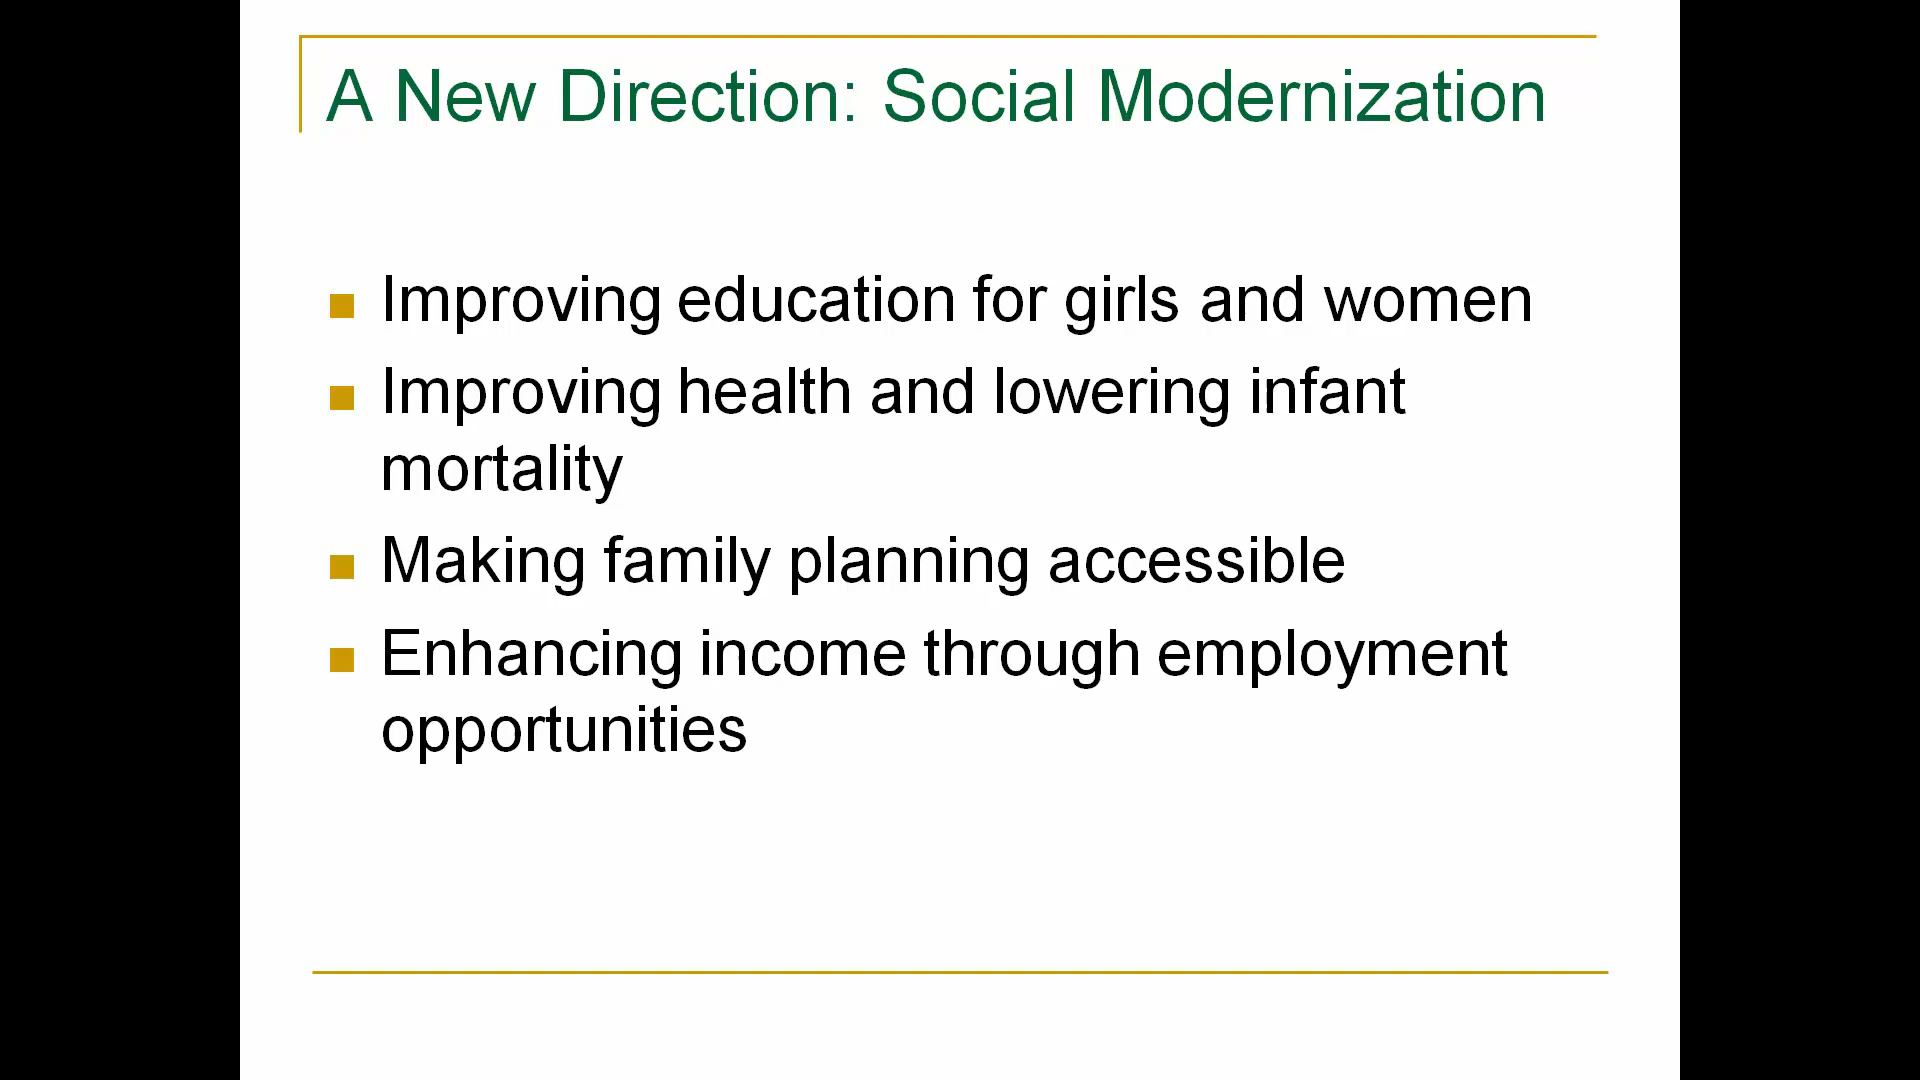 A New Direction: Social Modernization
Improving education for girls and women
Improving health and lowering infant
mortality
Making family planning accessible
Enhancing income through employment
opportunities